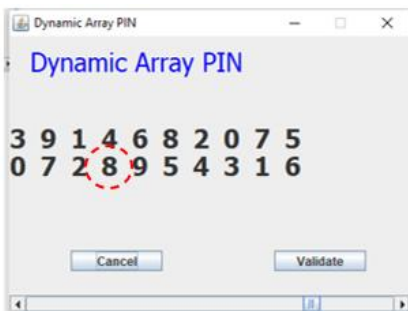 Dynamic Array PIN
Dynamic Array PIN
3 9 1 4 6 8 2 0 7 5
0 7 2 8 9 5 4 3 1 6
Cancel Validate